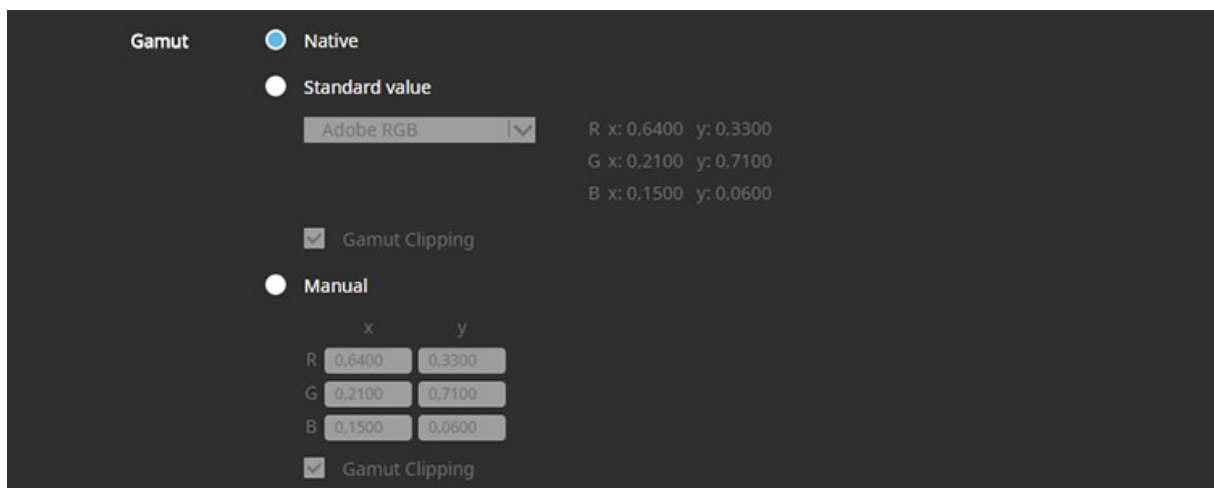 Gamut Native
Standard value
Adobe RGB R x: 0,6400 y: 0,3300
G x: 0,2100 y: 0,7100
B x: 0,1500 y: 0,0600
Gamut Clipping
Manual
x y
R 0,6400 0,3300
G 0,2100 0,7100
B 0,1500 0,0600
Gamut Clipping